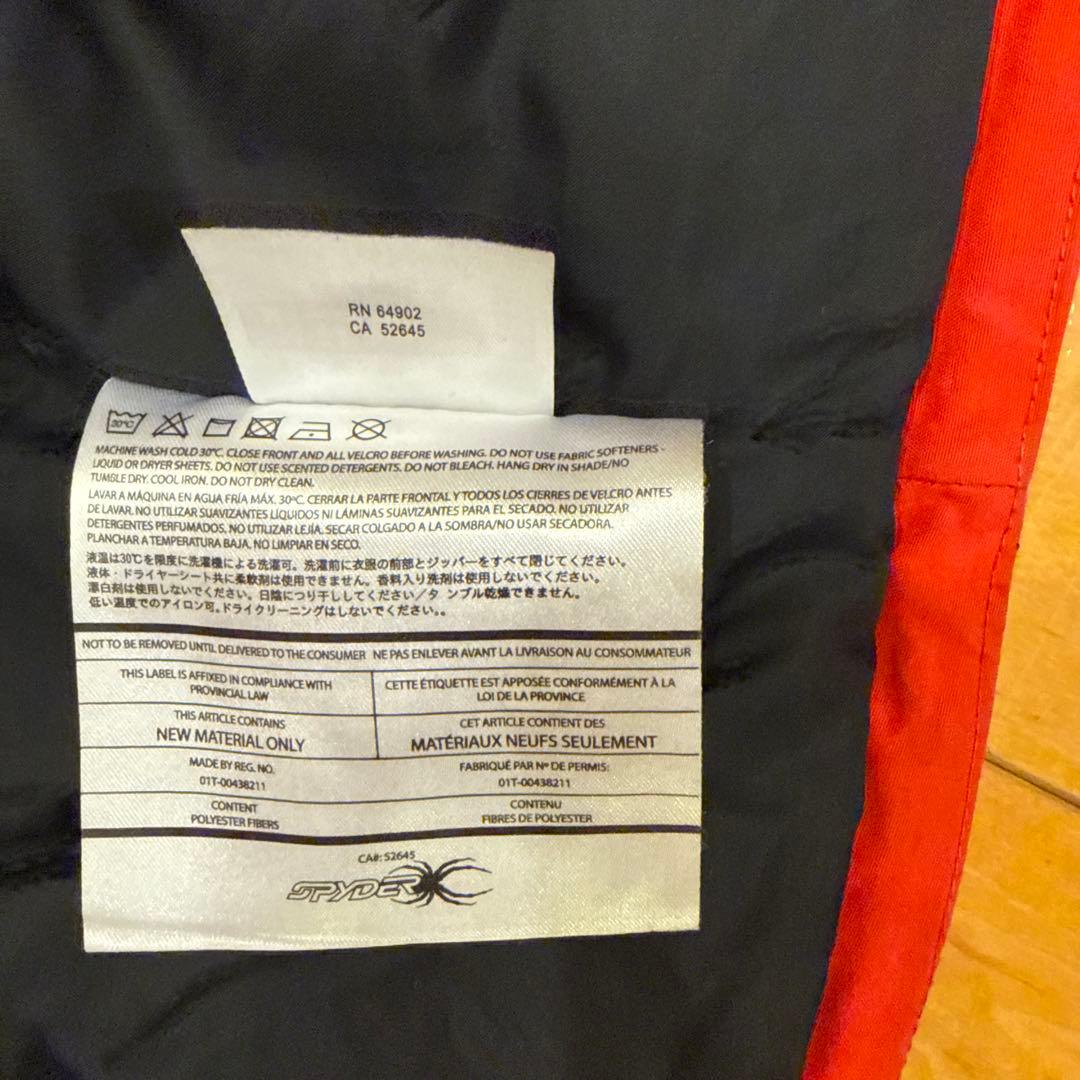 RN 64902
CA 52645
30°C
MACHINE WASH COLD 30°C. CLOSE FRONT AND ALL VELCRO BEFORE WASHING. DO NOT USE FABRIC SOFTENERS -
LIQUID OR DRYER SHEETS. DO NOT USE SCENTED DETERGENTS. DO NOT BLEACH. HANG DRY IN SHADE/NO
TUMBLE DRY. COOL IRON. DO NOT DRY CLEAN.
LAVAR A MÁQUINA EN AGUA FRÍA MÁX. 30°C. CERRAR LA PARTE FRONTAL Y TODOS LOS CIERRES DE VELCRO ANTES
DE LAVAR. NO UTILIZAR SUAVIZANTES LÍQUIDOS NI LÁMINAS SUAVIZANTES PARA EL SECADO. NO UTILIZAR
DETERGENTES PERFUMADOS. NO UTILIZAR LEJÍA. SECAR COLGADO A LA SOMBRA/NO USAR SECADORA.
PLANCHAR A TEMPERATURA BAJA. NO LIMPIAR EN SECO.
液温は30℃を限度に洗濯機による洗濯可。洗濯前に衣服の前部とジッパーをすべて閉じてください。
液体・ドライヤーシート共に柔軟剤は使用できません。香料入り洗剤は使用しないでください。
漂白剤は使用しないでください。日陰につり干ししてください/タ ンブル乾燥できません。
低い温度でのアイロン可。ドライクリーニングはしないでください。。
NOT TO BE REMOVED UNTIL DELIVERED TO THE CONSUMER NE PAS ENLEVER AVANT LA LIVRAISON AU CONSOMMATEUR
THIS LABEL IS AFFIXED IN COMPLIANCE WITH
PROVINCIAL LAW
CETTE ÉTIQUETTE EST APPOSÉE CONFORMÉMENT À LA
LOI DE LA PROVINCE
THIS ARTICLE CONTAINS
NEW MATERIAL ONLY
CET ARTICLE CONTIENT DES
MATÉRIAUX NEUFS SEULEMENT
MADE BY REG. NO.
01T-00438211
FABRIQUÉ PAR Nº DE PERMIS:
01T-00438211
CONTENT
POLYESTER FIBERS
CONTENU
FIBRES DE POLYESTER
CA#: 52645
SPYDER